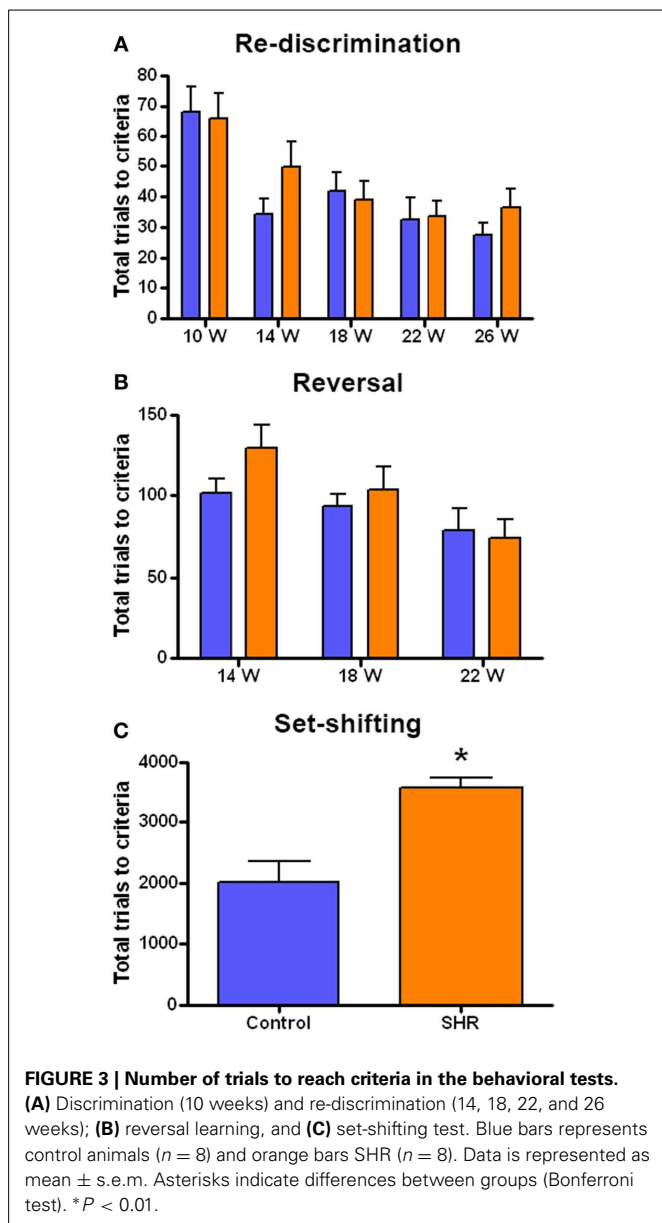 A
Re-discrimination
Total trials to criteria
80
70
60
50
40
30
20
10
0
10 W 14 W 18 W 22 W 26 W
B
Reversal
Total trials to criteria
150
100
50
0
14 W 18 W 22 W
C
Set-shifting
Total trials to criteria
4000
3000
2000
1000
0
*
Control SHR
FIGURE 3 | Number of trials to reach criteria in the behavioral tests.
(A) Discrimination (10 weeks) and re-discrimination (14, 18, 22, and 26
weeks); (B) reversal learning, and (C) set-shifting test. Blue bars represents
control animals (n = 8) and orange bars SHR (n = 8). Data is represented as
mean ± s.e.m. Asterisks indicate differences between groups (Bonferroni
test). *P < 0.01.